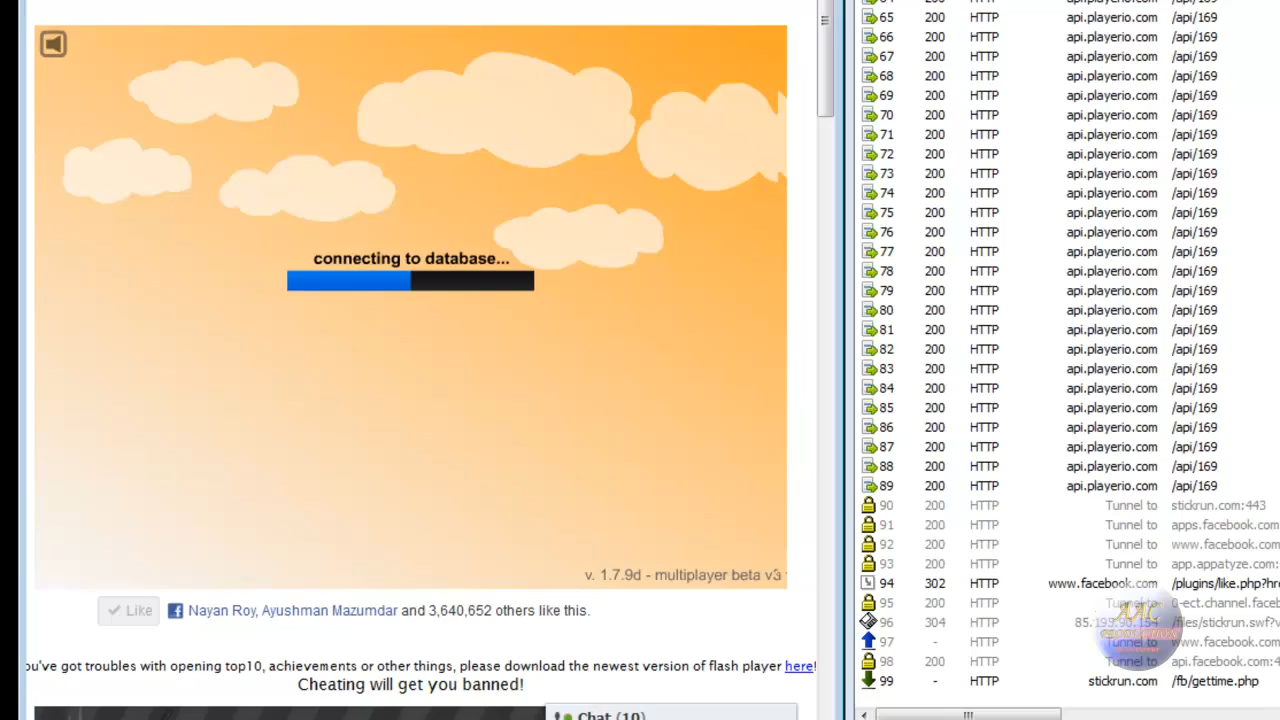 connecting to database...
v. 1.7.9d - multiplayer beta v3
Like
Nayan Roy, Ayushman Mazumdar and 3,640,652 others like this.
ou've got troubles with opening top10, achievements or other things, please download the newest version of flash player here!
Cheating will get you banned!
Chat (10)
65 200 HTTP api.playerio.com /api/169
66 200 HTTP api.playerio.com /api/169
67 200 HTTP api.playerio.com /api/169
68 200 HTTP api.playerio.com /api/169
69 200 HTTP api.playerio.com /api/169
70 200 HTTP api.playerio.com /api/169
71 200 HTTP api.playerio.com /api/169
72 200 HTTP api.playerio.com /api/169
73 200 HTTP api.playerio.com /api/169
74 200 HTTP api.playerio.com /api/169
75 200 HTTP api.playerio.com /api/169
76 200 HTTP api.playerio.com /api/169
77 200 HTTP api.playerio.com /api/169
78 200 HTTP api.playerio.com /api/169
79 200 HTTP api.playerio.com /api/169
80 200 HTTP api.playerio.com /api/169
81 200 HTTP api.playerio.com /api/169
82 200 HTTP api.playerio.com /api/169
83 200 HTTP api.playerio.com /api/169
84 200 HTTP api.playerio.com /api/169
85 200 HTTP api.playerio.com /api/169
86 200 HTTP api.playerio.com /api/169
87 200 HTTP api.playerio.com /api/169
88 200 HTTP api.playerio.com /api/169
89 200 HTTP api.playerio.com /api/169
90 200 HTTP Tunnel to stickrun.com:443
91 200 HTTP Tunnel to apps.facebook.com
92 200 HTTP Tunnel to www.facebook.com
93 200 HTTP Tunnel to app.appatyze.com:
94 302 HTTP www.facebook.com /plugins/like.php?hre
95 200 HTTP Tunnel to 0-ect.channel.faceb
96 304 HTTP /files/stickrun.swf?v
97 - HTTP Tunnel to www.facebook.com
98 200 HTTP Tunnel to api.facebook.com:4
99 - HTTP stickrun.com /fb/gettime.php